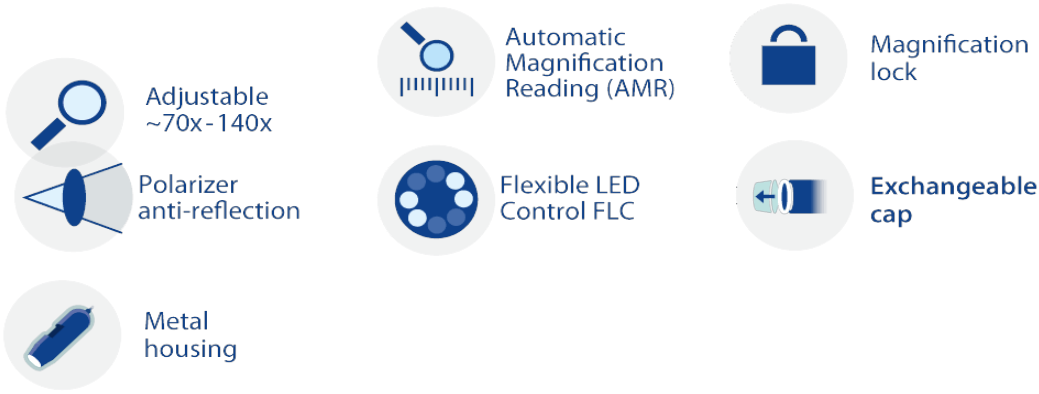 Adjustable
~70x-140x
Automatic
Magnification
Reading (AMR)
Magnification
lock
Polarizer
anti-reflection
Flexible LED
Control FLC
Exchangeable
cap
Metal
housing